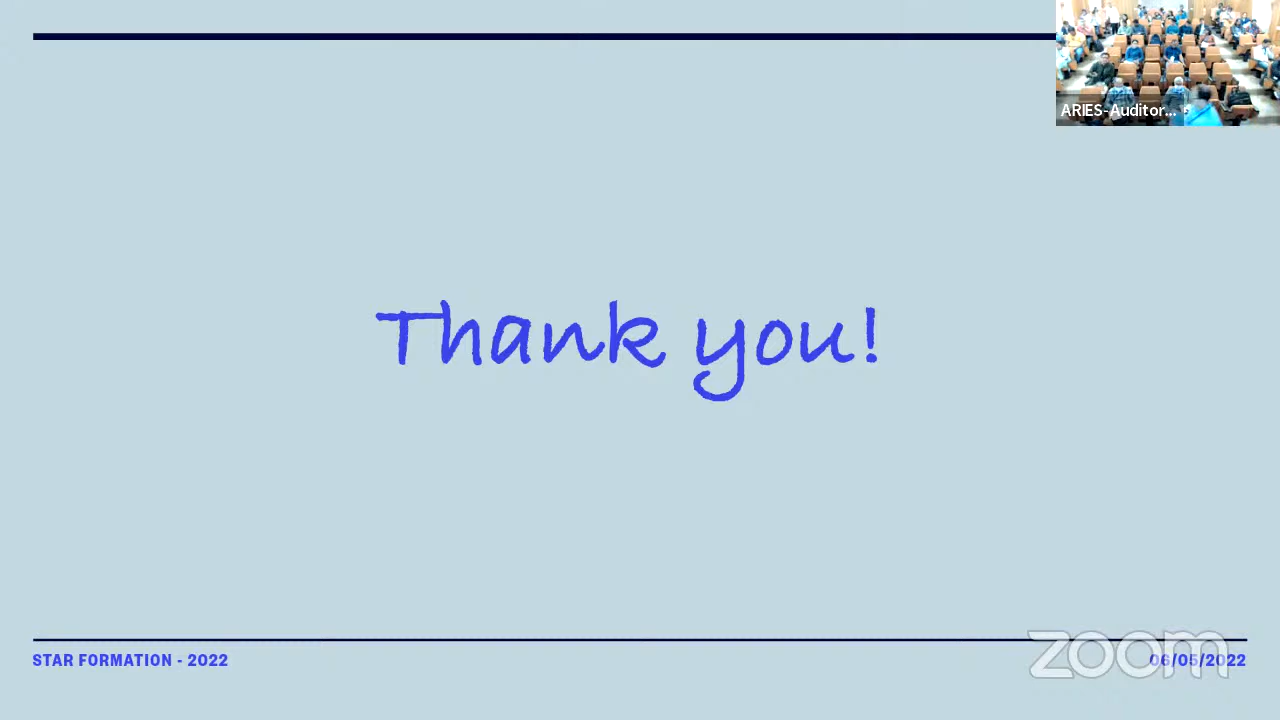 ARIES-Auditor...
Thank you!
STAR FORMATION - 2022
06/05/2022
zoom